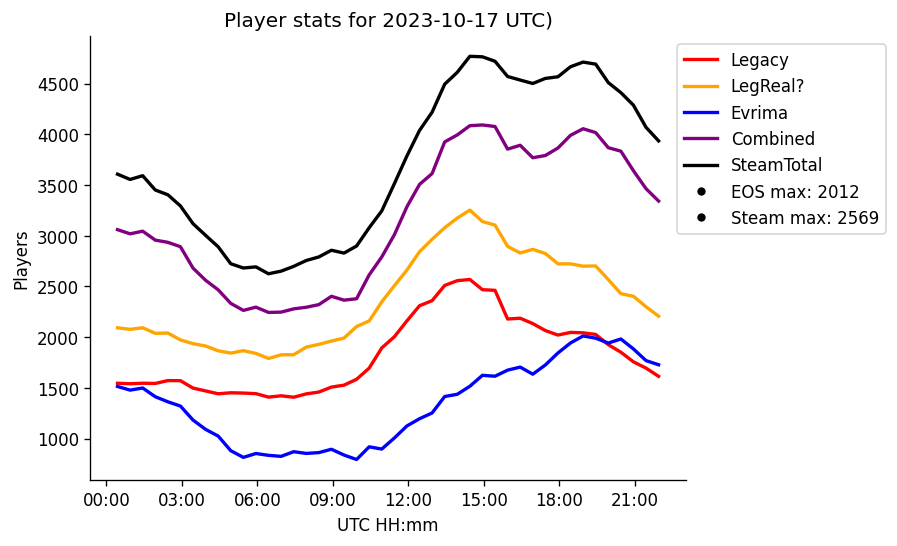 Player stats for 2023-10-17 UTC)
Players
4500
4000
3500
3000
2500
2000
1500
1000
00:00 03:00 06:00 09:00 12:00 15:00 18:00 21:00
UTC HH:mm
Legacy
LegReal?
Evrima
Combined
SteamTotal
EOS max: 2012
Steam max: 2569